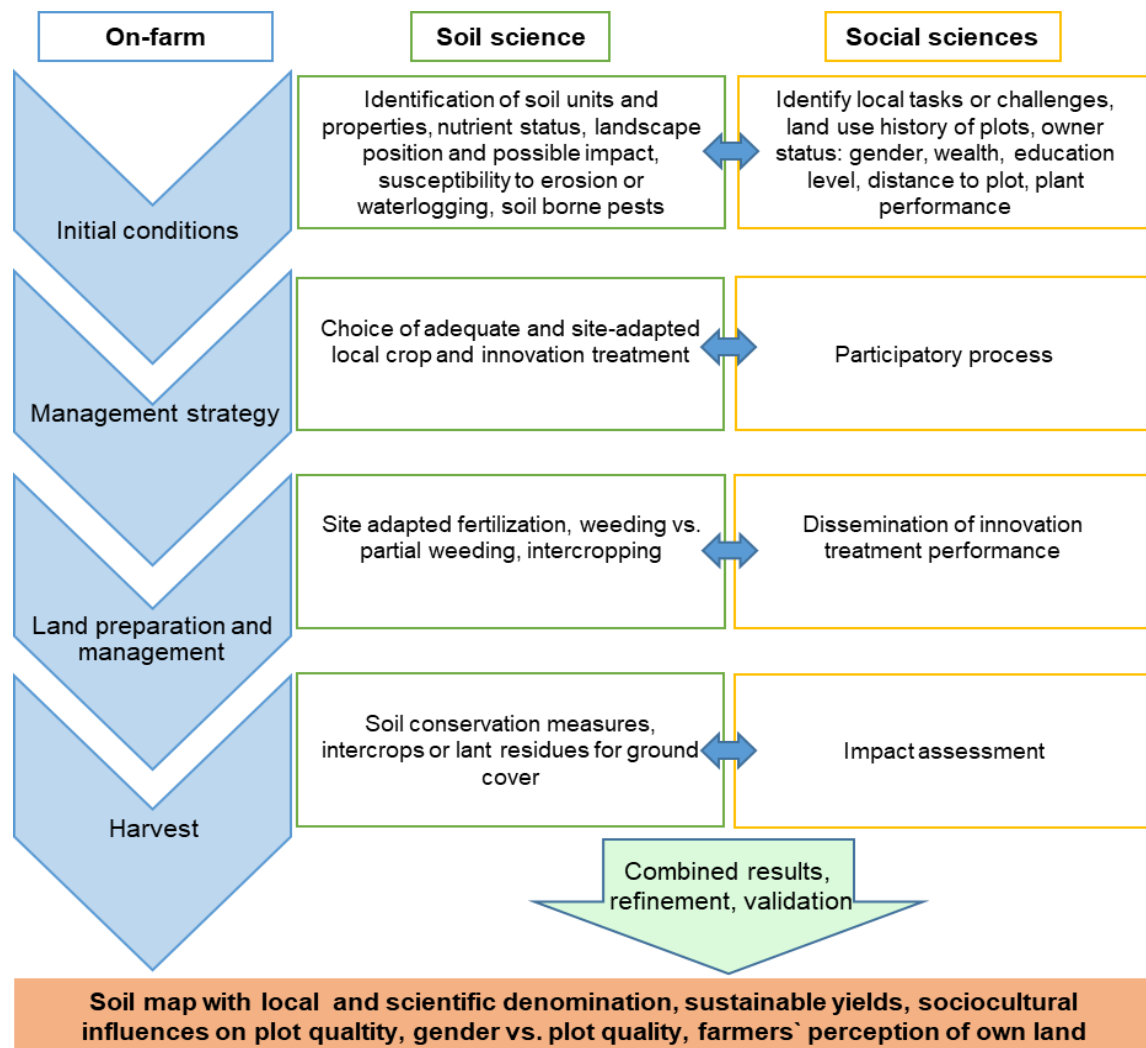 On-farm
Soil science
Social sciences
Initial conditions
Identification of soil units and
properties, nutrient status, landscape
position and possible impact,
susceptibility to erosion or
waterlogging, soil borne pests
Identify local tasks or challenges,
land use history of plots, owner
status: gender, wealth, education
level, distance to plot, plant
performance
Management strategy
Choice of adequate and site-adapted
local crop and innovation treatment
Participatory process
Land preparation and
management
Site adapted fertilization, weeding vs.
partial weeding, intercropping
Dissemination of innovation
treatment performance
Harvest
Soil conservation measures,
intercrops or lant residues for ground
cover
Impact assessment
Combined results,
refinement, validation
Soil map with local and scientific denomination, sustainable yields, sociocultural
influences on plot qualtity, gender vs. plot quality, farmers` perception of own land